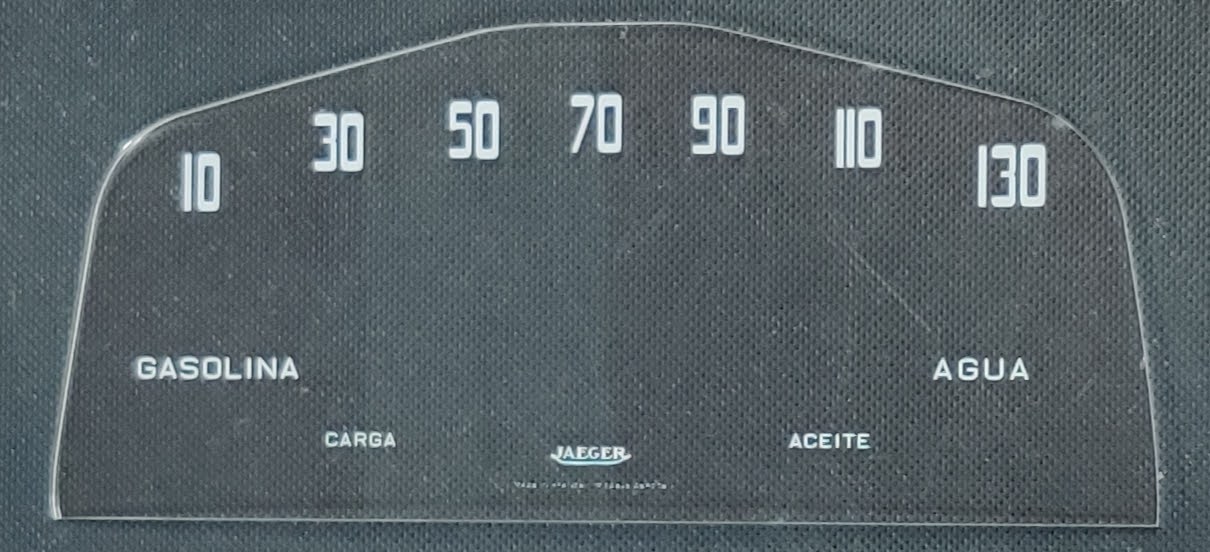 10 30 50 70 90 110 130
GASOLINA AGUA
CARGA ACEITE
JAEGER